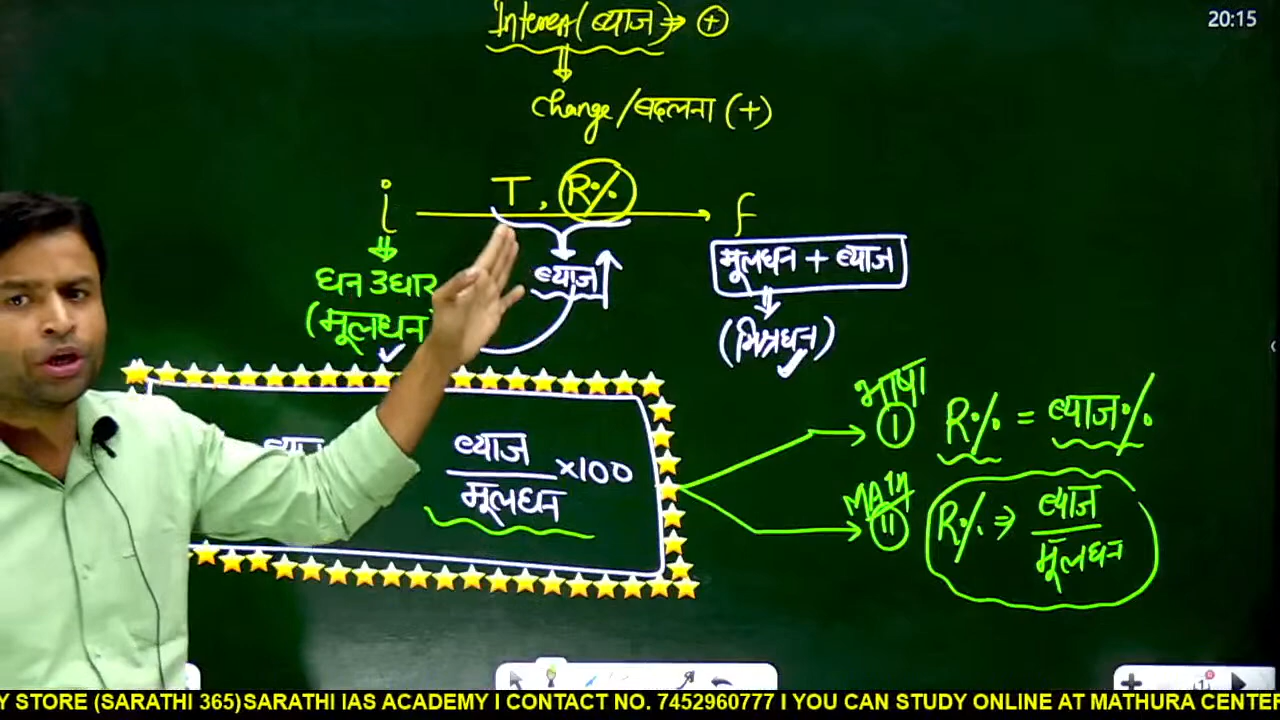 20:15
Interest (ब्याज) ⇒ (+)
Change/बदलना (+)
i T, R% f
धन उधार
(मूलधन)
ब्याज
मूलधन + ब्याज
(मिश्रधन)
ब्याज
ब्याज
मूलधन ×100
भाषा
I R% = ब्याज%
MATH
II R% ⇒ ब्याज
मूलधन
Y STORE (SARATHI 365)SARATHI IAS ACADEMY I CONTACT NO. 7452960777 I YOU CAN STUDY ONLINE AT MATHURA CENTER